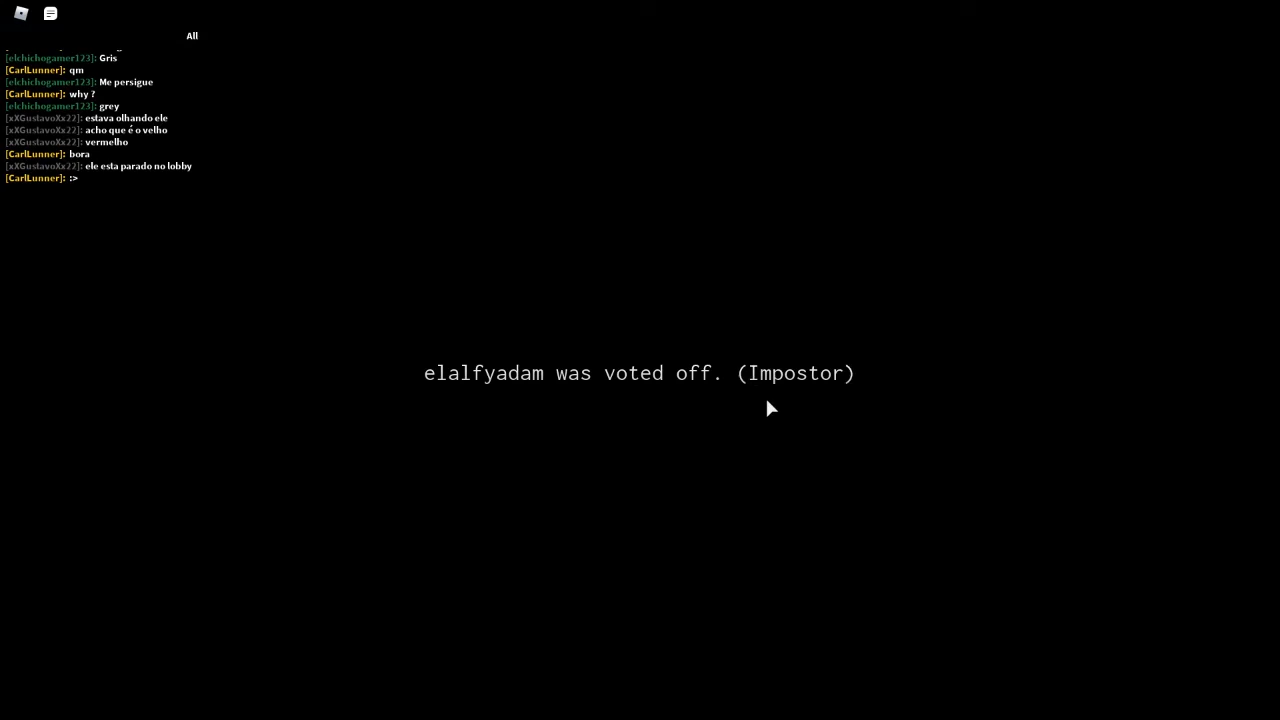 All
[elchichogamer123]: Gris
[CarlLunner]: qm
[elchichogamer123]: Me persigue
[CarlLunner]: why ?
[elchichogamer123]: grey
[xXGustavoXx22]: estava olhando ele
[xXGustavoXx22]: acho que é o velho
[xXGustavoXx22]: vermelho
[CarlLunner]: bora
[xXGustavoXx22]: ele esta parado no lobby
[CarlLunner]: :>
elalfyadam was voted off. (Impostor)